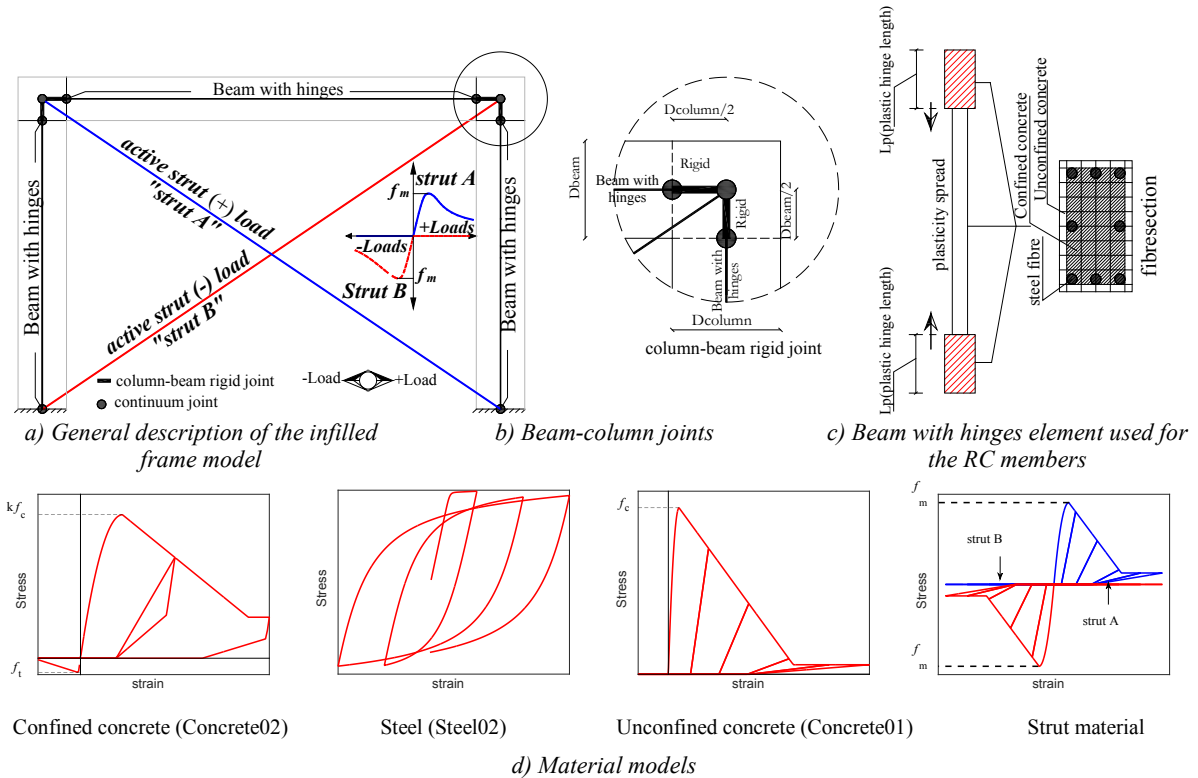 Beam with hinges
Beam with hinges
Beam with hinges
active strut (+) load
"strut A"
active strut (-) load
"strut B"
strut A
fm
+Loads
-Loads
Strut B
fm
-Load
+Load
column-beam rigid joint
continuum joint
a) General description of the infilled
frame model
Dcolumn/2
Dbeam
Rigid
Beam with
hinges
Rigid
Dbeam/2
Beam with
hinges
Dcolumn
column-beam rigid joint
b) Beam-column joints
Lp(plastic hinge length)
plasticity spread
Lp(plastic hinge length)
Confined concrete
Unconfined concrete
steel fibre
fibresection
c) Beam with hinges element used for
the RC members
kfc
Stress
ft
strain
Confined concrete (Concrete02)
Stress
strain
Steel (Steel02)
fc
Stress
strain
Unconfined concrete (Concrete01)
f
m
strut B
Stress
strut A
f
m
strain
Strut material
d) Material models